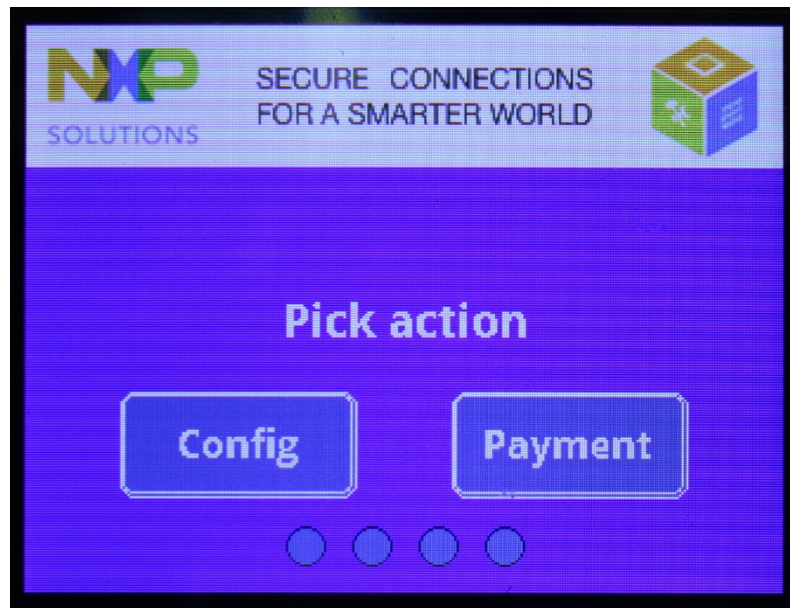 NXP
SOLUTIONS
SECURE CONNECTIONS
FOR A SMARTER WORLD
Pick action
Config
Payment